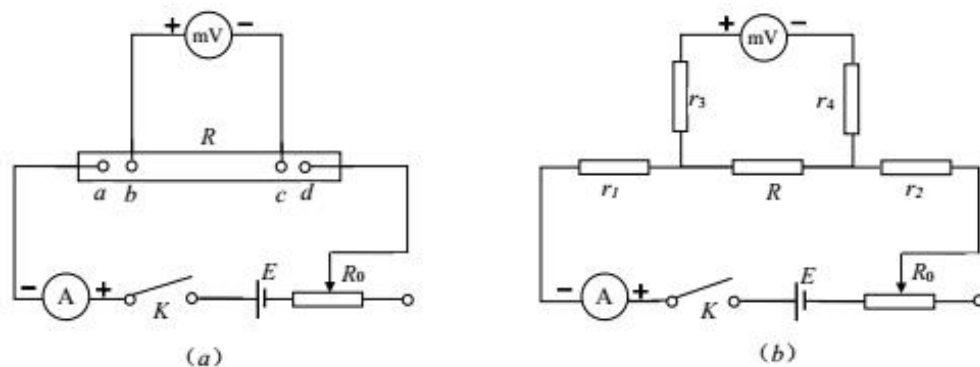 + mV − + mV −
r3 r4
R
a b c d r1 R r2
− A + K E R0 − A + K E R0
(a) (b)